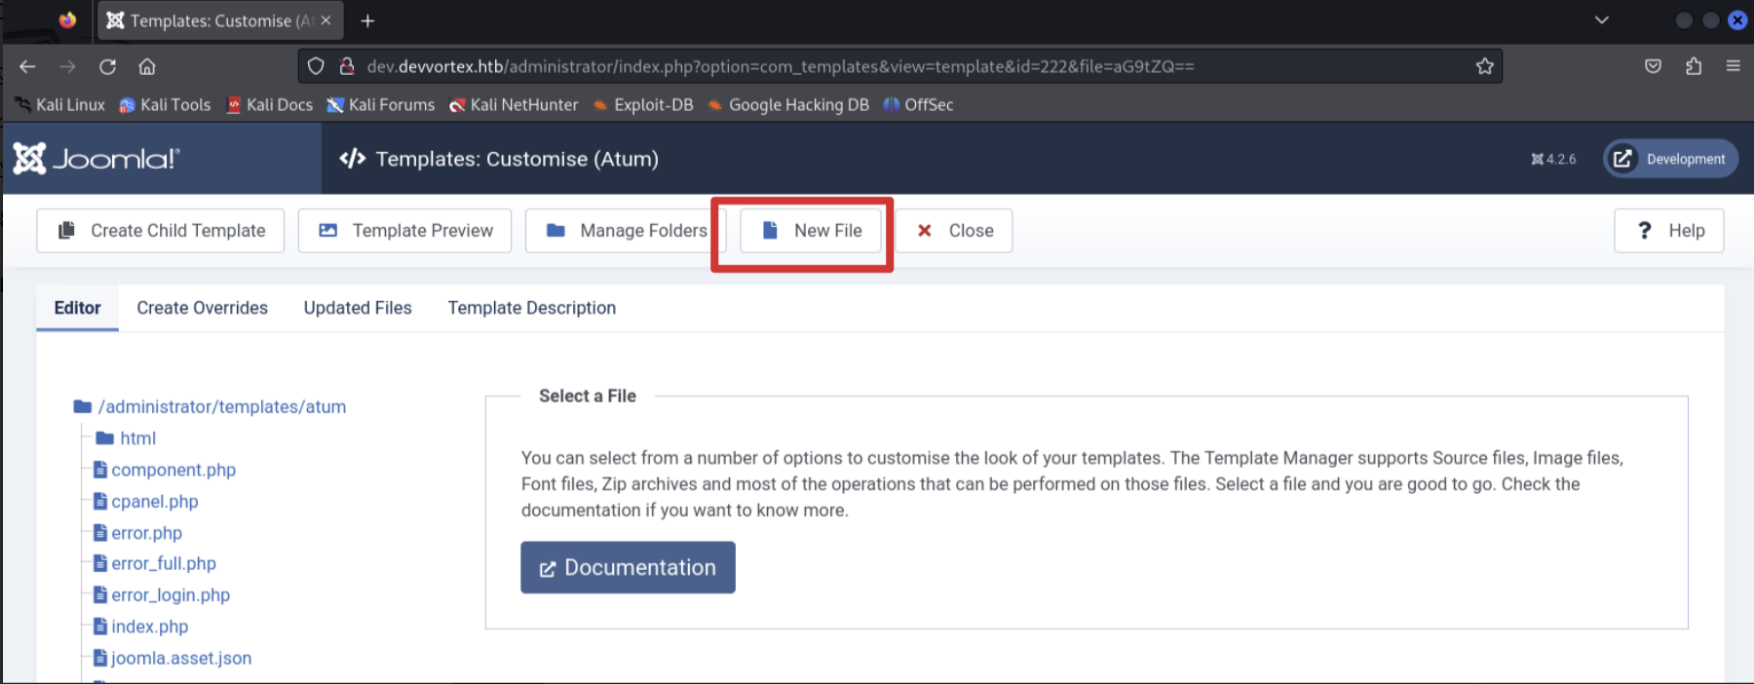 Templates: Customise (At
dev.devvortex.htb/administrator/index.php?option=com_templates&view=template&id=222&file=aG9tZQ==
Kali Linux Kali Tools Kali Docs Kali Forums Kali NetHunter Exploit-DB Google Hacking DB OffSec
Joomla!® </> Templates: Customise (Atum) 4.2.6 Development
Create Child Template Template Preview Manage Folders New File Close ? Help
Editor Create Overrides Updated Files Template Description
Select a File
/administrator/templates/atum
html
component.php
cpanel.php
error.php
error_full.php
error_login.php
index.php
joomla.asset.json
You can select from a number of options to customise the look of your templates. The Template Manager supports Source files, Image files,
Font files, Zip archives and most of the operations that can be performed on those files. Select a file and you are good to go. Check the
documentation if you want to know more.
Documentation